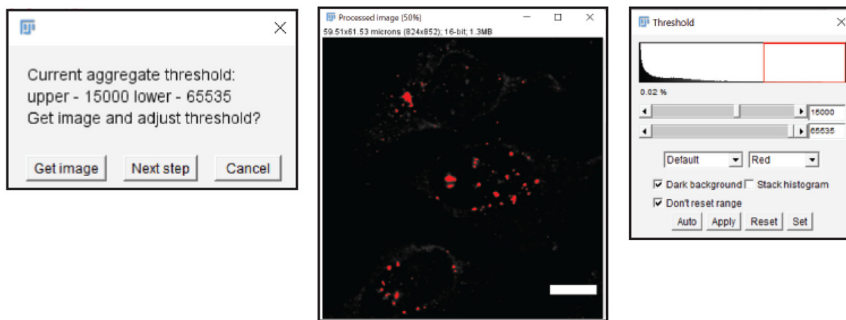 Current aggregate threshold:
upper - 15000 lower - 65535
Get image and adjust threshold?
Get image Next step Cancel
Processed image (50%)
59.51x61.53 microns (824x852); 16-bit; 1.3MB
Threshold
0.02 %
15000
65535
Default Red
Dark background Stack histogram
Don't reset range
Auto Apply Reset Set